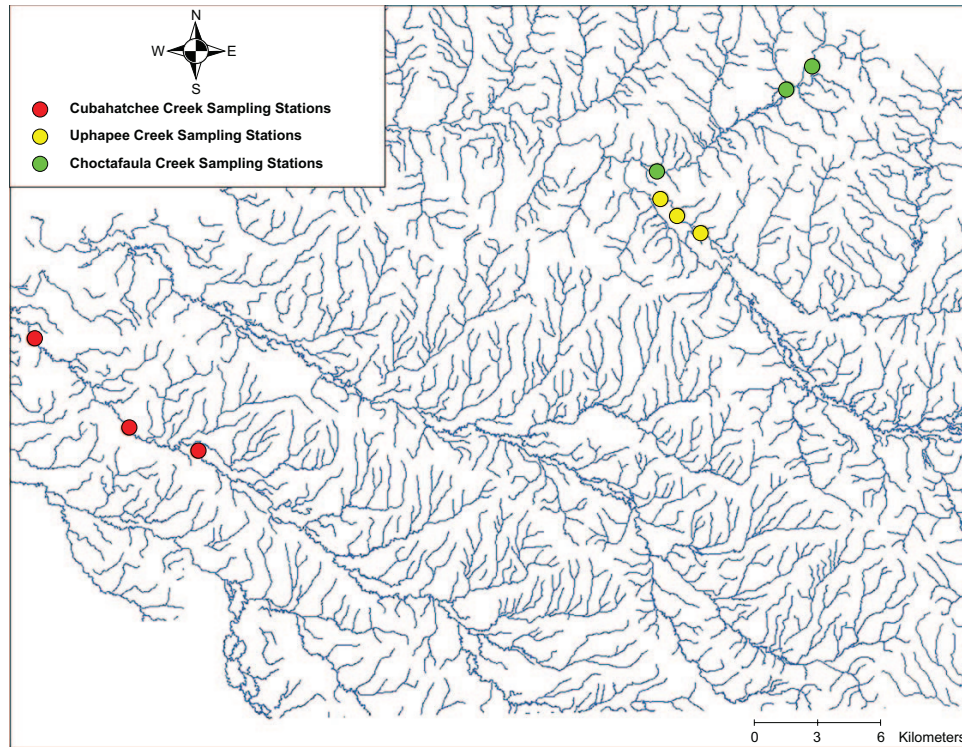 N
W E
S
Cubahatchee Creek Sampling Stations
Uphapee Creek Sampling Stations
Choctafaula Creek Sampling Stations
0 3 6 Kilometers